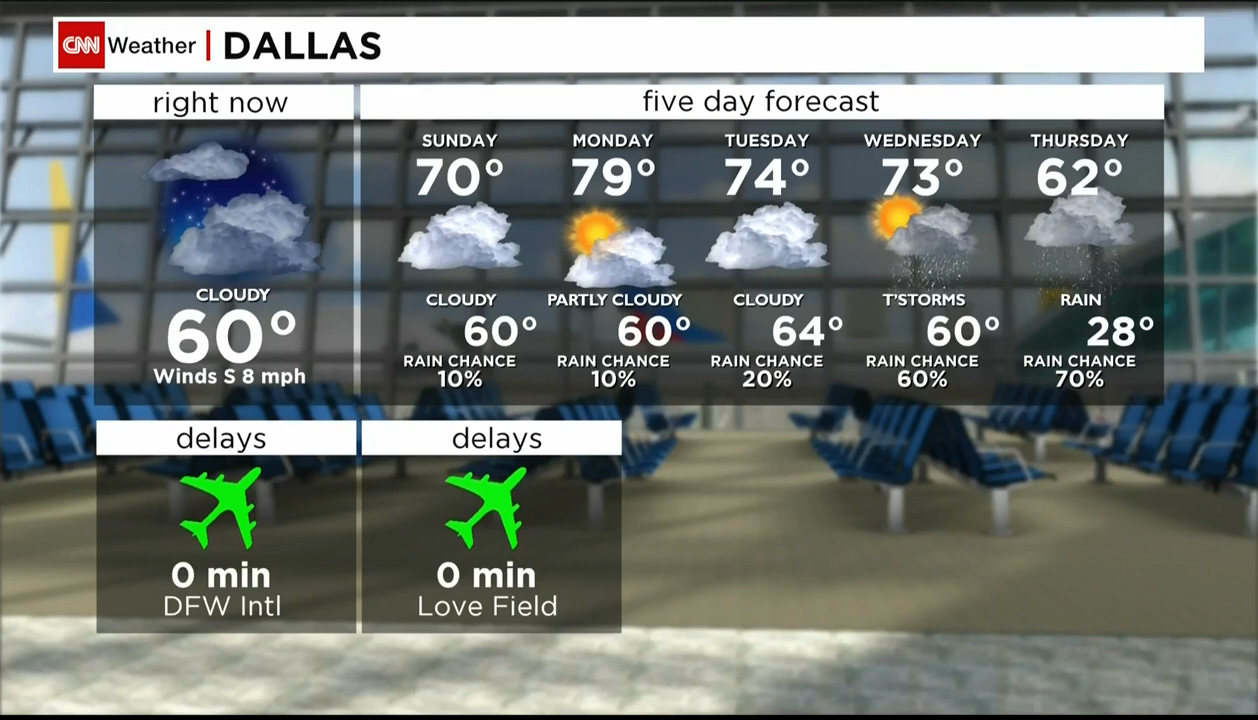 CNN Weather | DALLAS
right now
CLOUDY
60°
Winds S 8 mph
five day forecast
SUNDAY MONDAY TUESDAY WEDNESDAY THURSDAY
70° 79° 74° 73° 62°
CLOUDY PARTLY CLOUDY CLOUDY T'STORMS RAIN
60° 60° 64° 60° 28°
RAIN CHANCE RAIN CHANCE RAIN CHANCE RAIN CHANCE RAIN CHANCE
10% 10% 20% 60% 70%
delays delays
0 min 0 min
DFW Intl Love Field